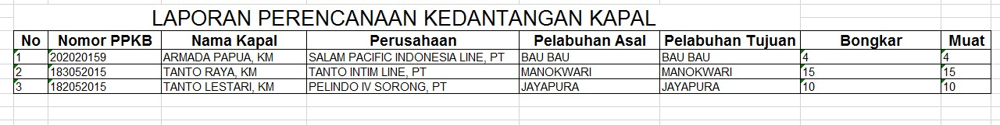 LAPORAN PERENCANAAN KEDANTANGAN KAPAL
No Nomor PPKB Nama Kapal Perusahaan Pelabuhan Asal Pelabuhan Tujuan Bongkar Muat
1 202020159 ARMADA PAPUA, KM SALAM PACIFIC INDONESIA LINE, PT BAU BAU BAU BAU 4 4
2 183052015 TANTO RAYA, KM TANTO INTIM LINE, PT MANOKWARI MANOKWARI 15 15
3 182052015 TANTO LESTARI, KM PELINDO IV SORONG, PT JAYAPURA JAYAPURA 10 10